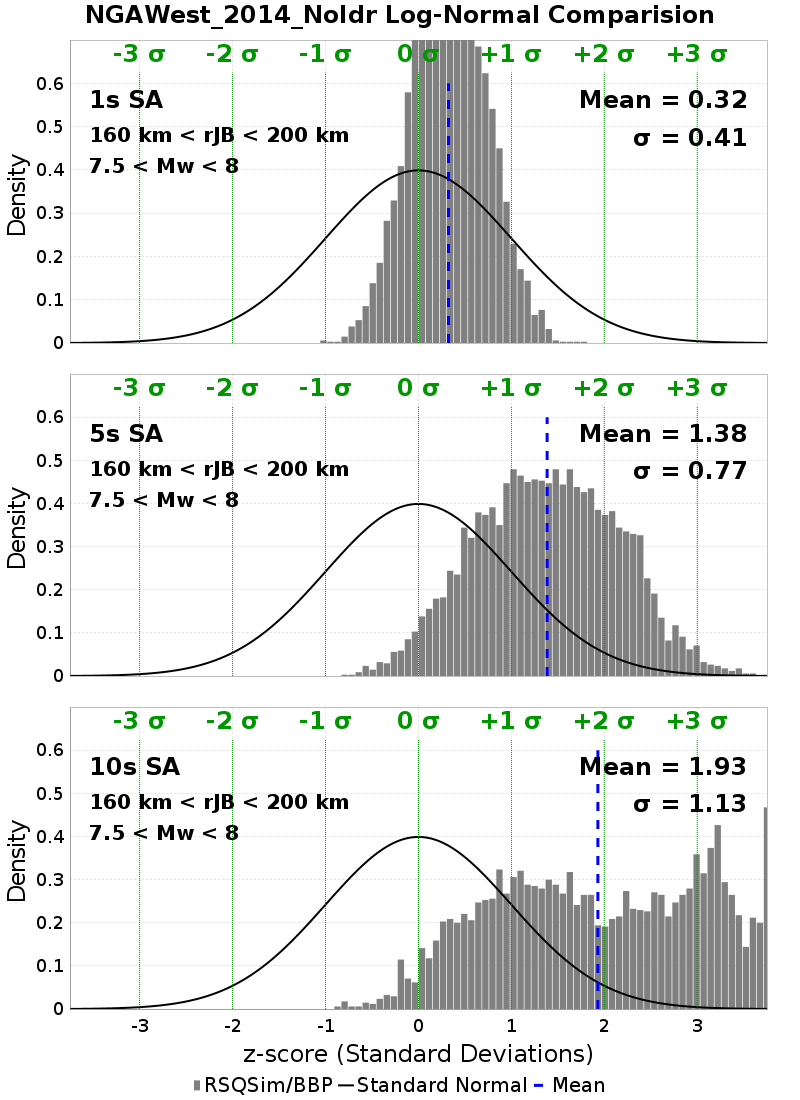 NGAWest_2014_NoIdr Log-Normal Comparision
-3 σ -2 σ -1 σ 0 σ +1 σ +2 σ +3 σ
1s SA
Mean = 0.32
160 km < rJB < 200 km
σ = 0.41
7.5 < Mw < 8
Density
0.6
0.5
0.4
0.3
0.2
0.1
0
-3 σ -2 σ -1 σ 0 σ +1 σ +2 σ +3 σ
5s SA
Mean = 1.38
160 km < rJB < 200 km
σ = 0.77
7.5 < Mw < 8
Density
0.6
0.5
0.4
0.3
0.2
0.1
0
-3 σ -2 σ -1 σ 0 σ +1 σ +2 σ +3 σ
10s SA
Mean = 1.93
160 km < rJB < 200 km
σ = 1.13
7.5 < Mw < 8
Density
0.6
0.5
0.4
0.3
0.2
0.1
0
-3 -2 -1 0 1 2 3
z-score (Standard Deviations)
RSQSim/BBP Standard Normal Mean